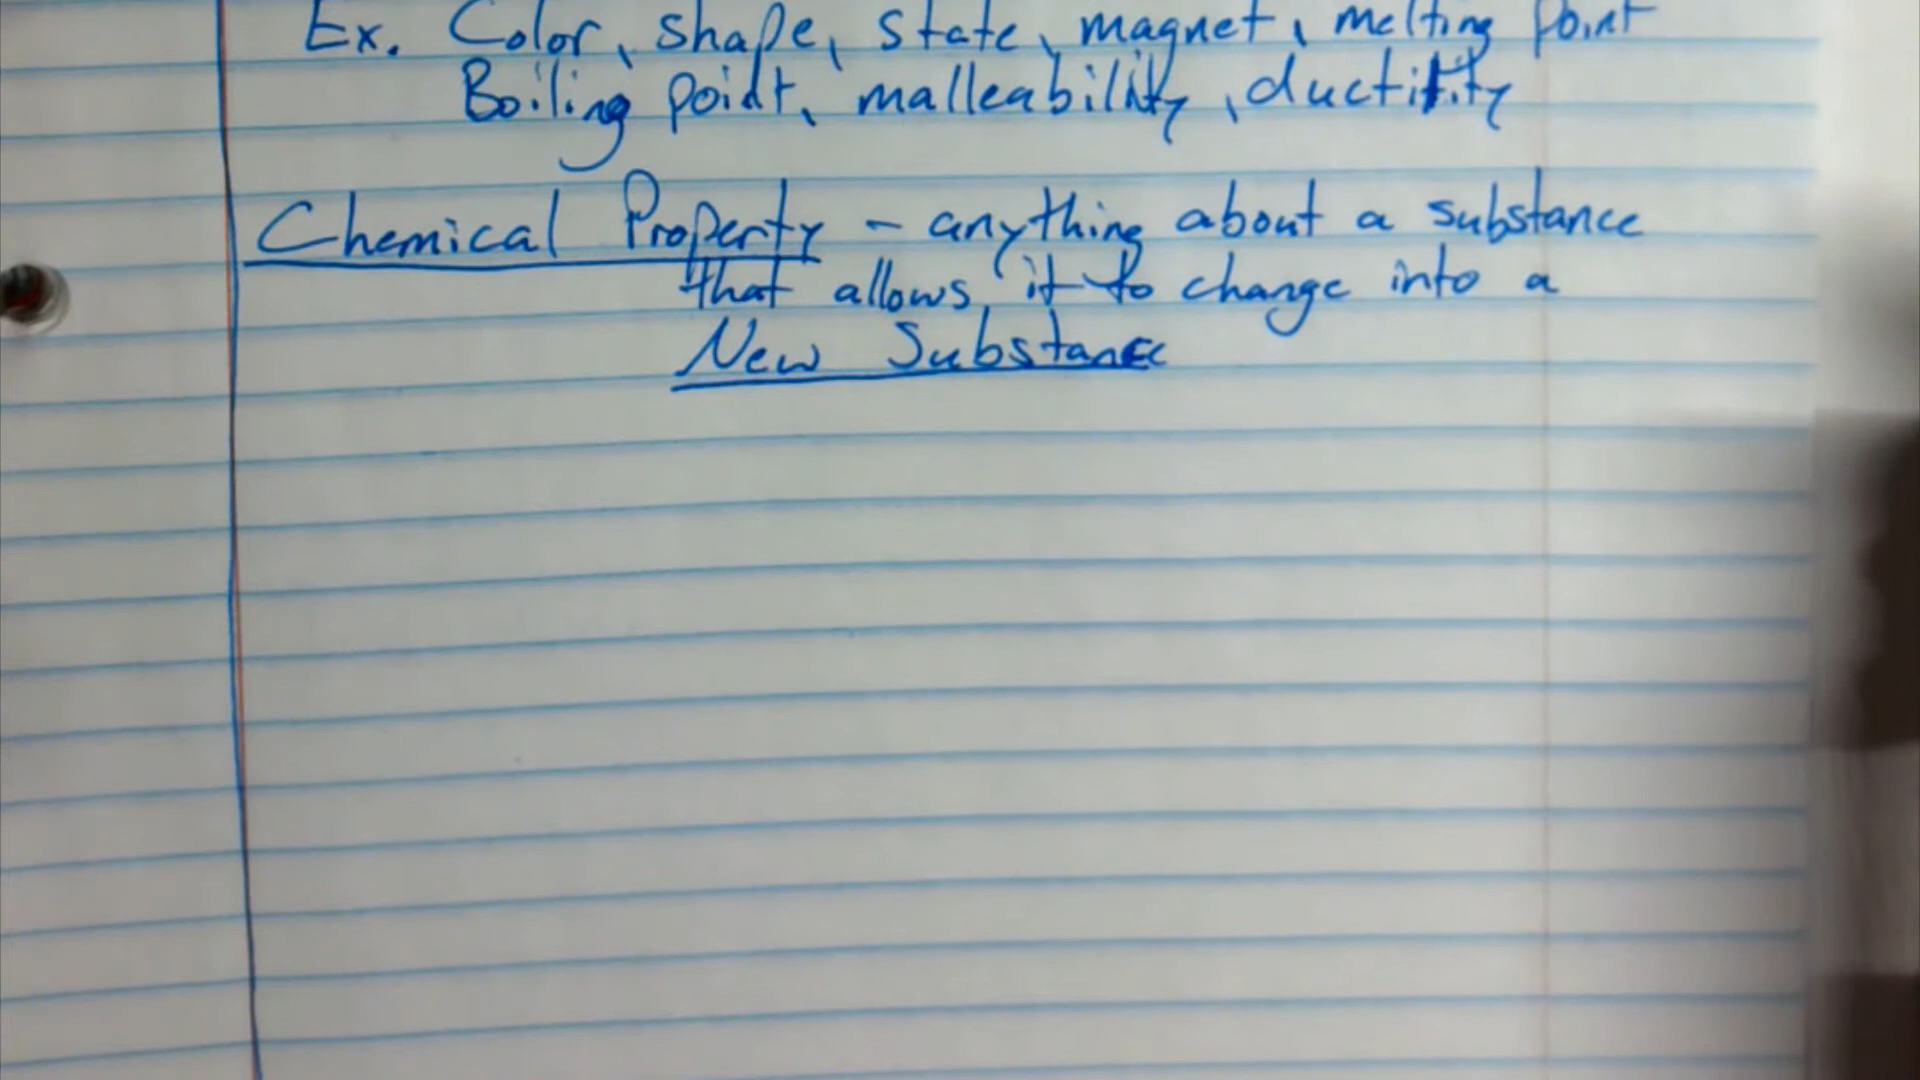 Ex. Color, shape, state, magnet, melting point
Boiling point, malleability, ductility
Chemical Property - anything about a substance
that allows it to change into a
New Substance